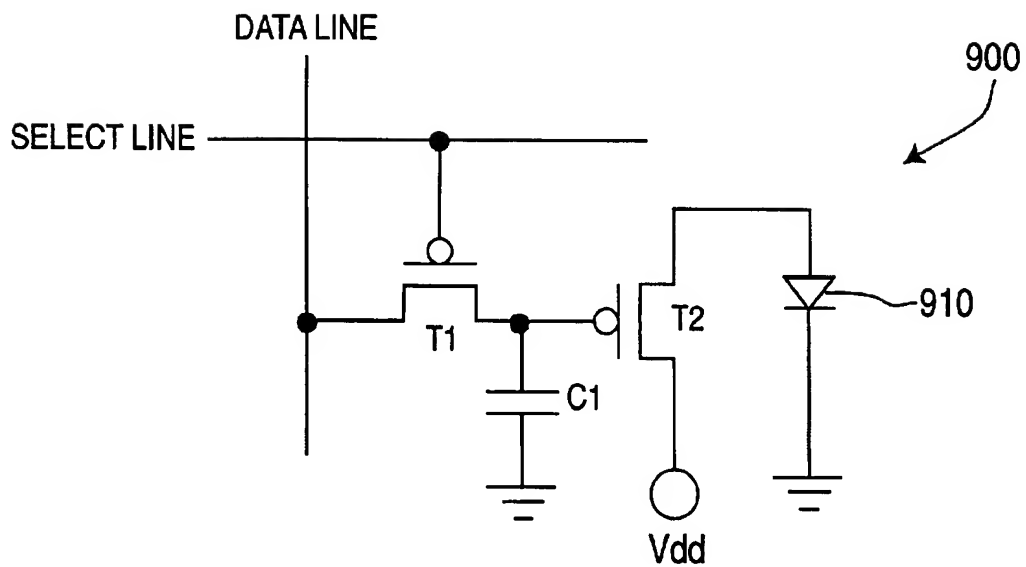 DATA LINE
900
SELECT LINE
910
T2
T1
C1
Vdd